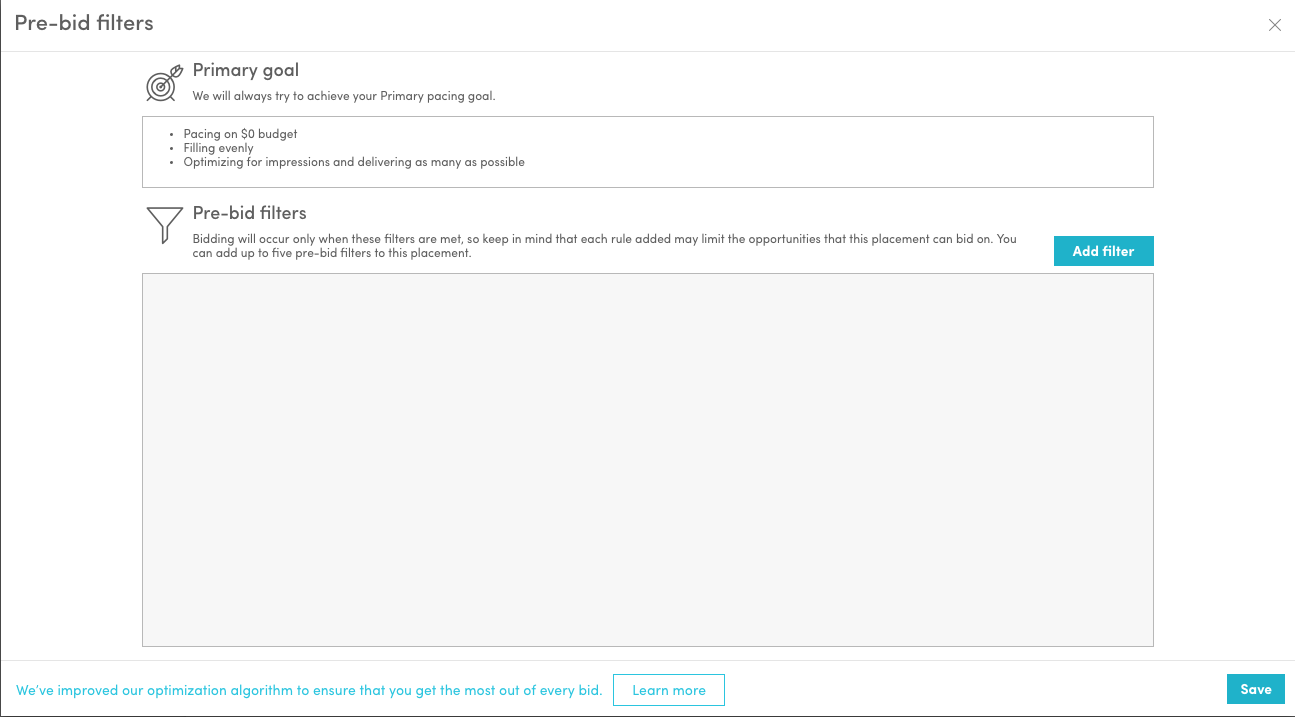 Pre-bid filters
Primary goal
We will always try to achieve your Primary pacing goal.
• Pacing on $0 budget
• Filling evenly
• Optimizing for impressions and delivering as many as possible
Pre-bid filters
Bidding will occur only when these filters are met, so keep in mind that each rule added may limit the opportunities that this placement can bid on. You
can add up to five pre-bid filters to this placement.
Add filter
We've improved our optimization algorithm to ensure that you get the most out of every bid.
Learn more
Save